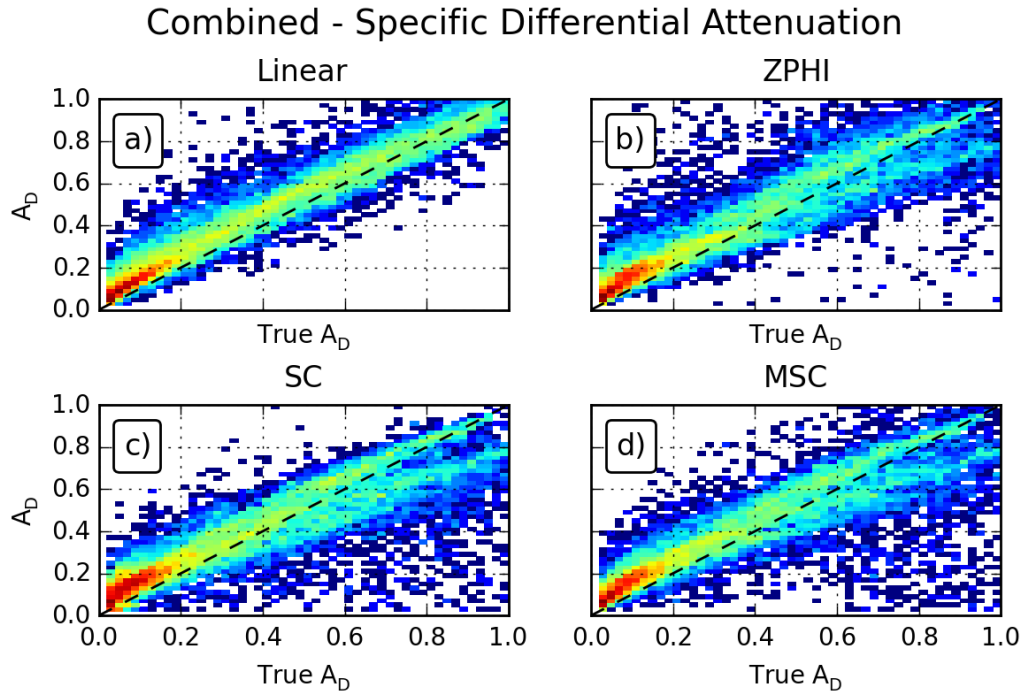 Combined - Specific Differential Attenuation
Linear
ZPHI
1.0
0.8
0.6
0.4
0.2
0.0
A_D
a)
b)
True A_D
True A_D
SC
MSC
1.0
0.8
0.6
0.4
0.2
0.0
A_D
c)
d)
0.0 0.2 0.4 0.6 0.8 1.0
0.0 0.2 0.4 0.6 0.8 1.0
True A_D
True A_D